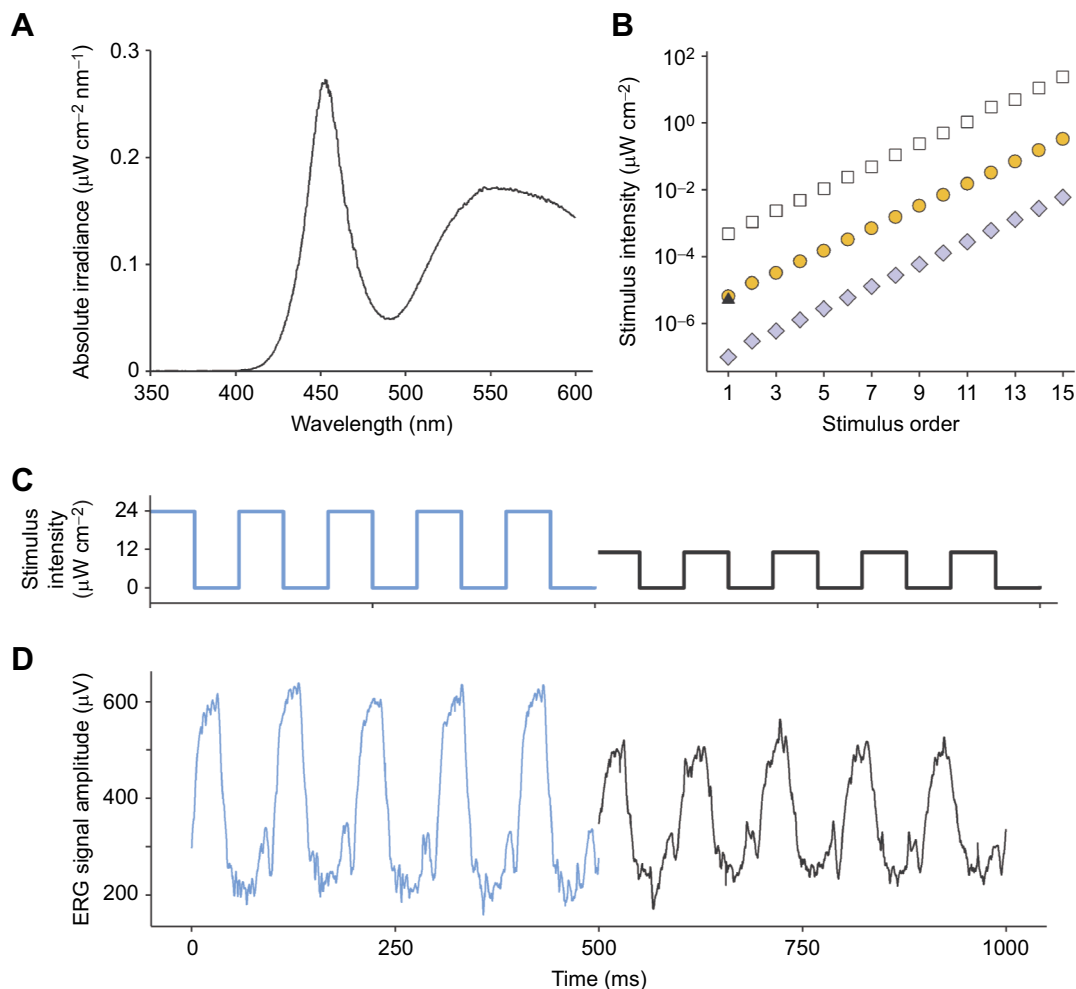 A
Absolute irradiance (μW cm−2 nm−1)
0.3
0.2
0.1
0
350 400 450 500 550 600
Wavelength (nm)
B
Stimulus intensity (μW cm−2)
10²
10⁰
10−2
10−4
10−6
1 3 5 7 9 11 13 15
Stimulus order
C
Stimulus
intensity
(μW cm−2)
24
12
0
D
ERG signal amplitude (μV)
600
400
200
0 250 500 750 1000
Time (ms)